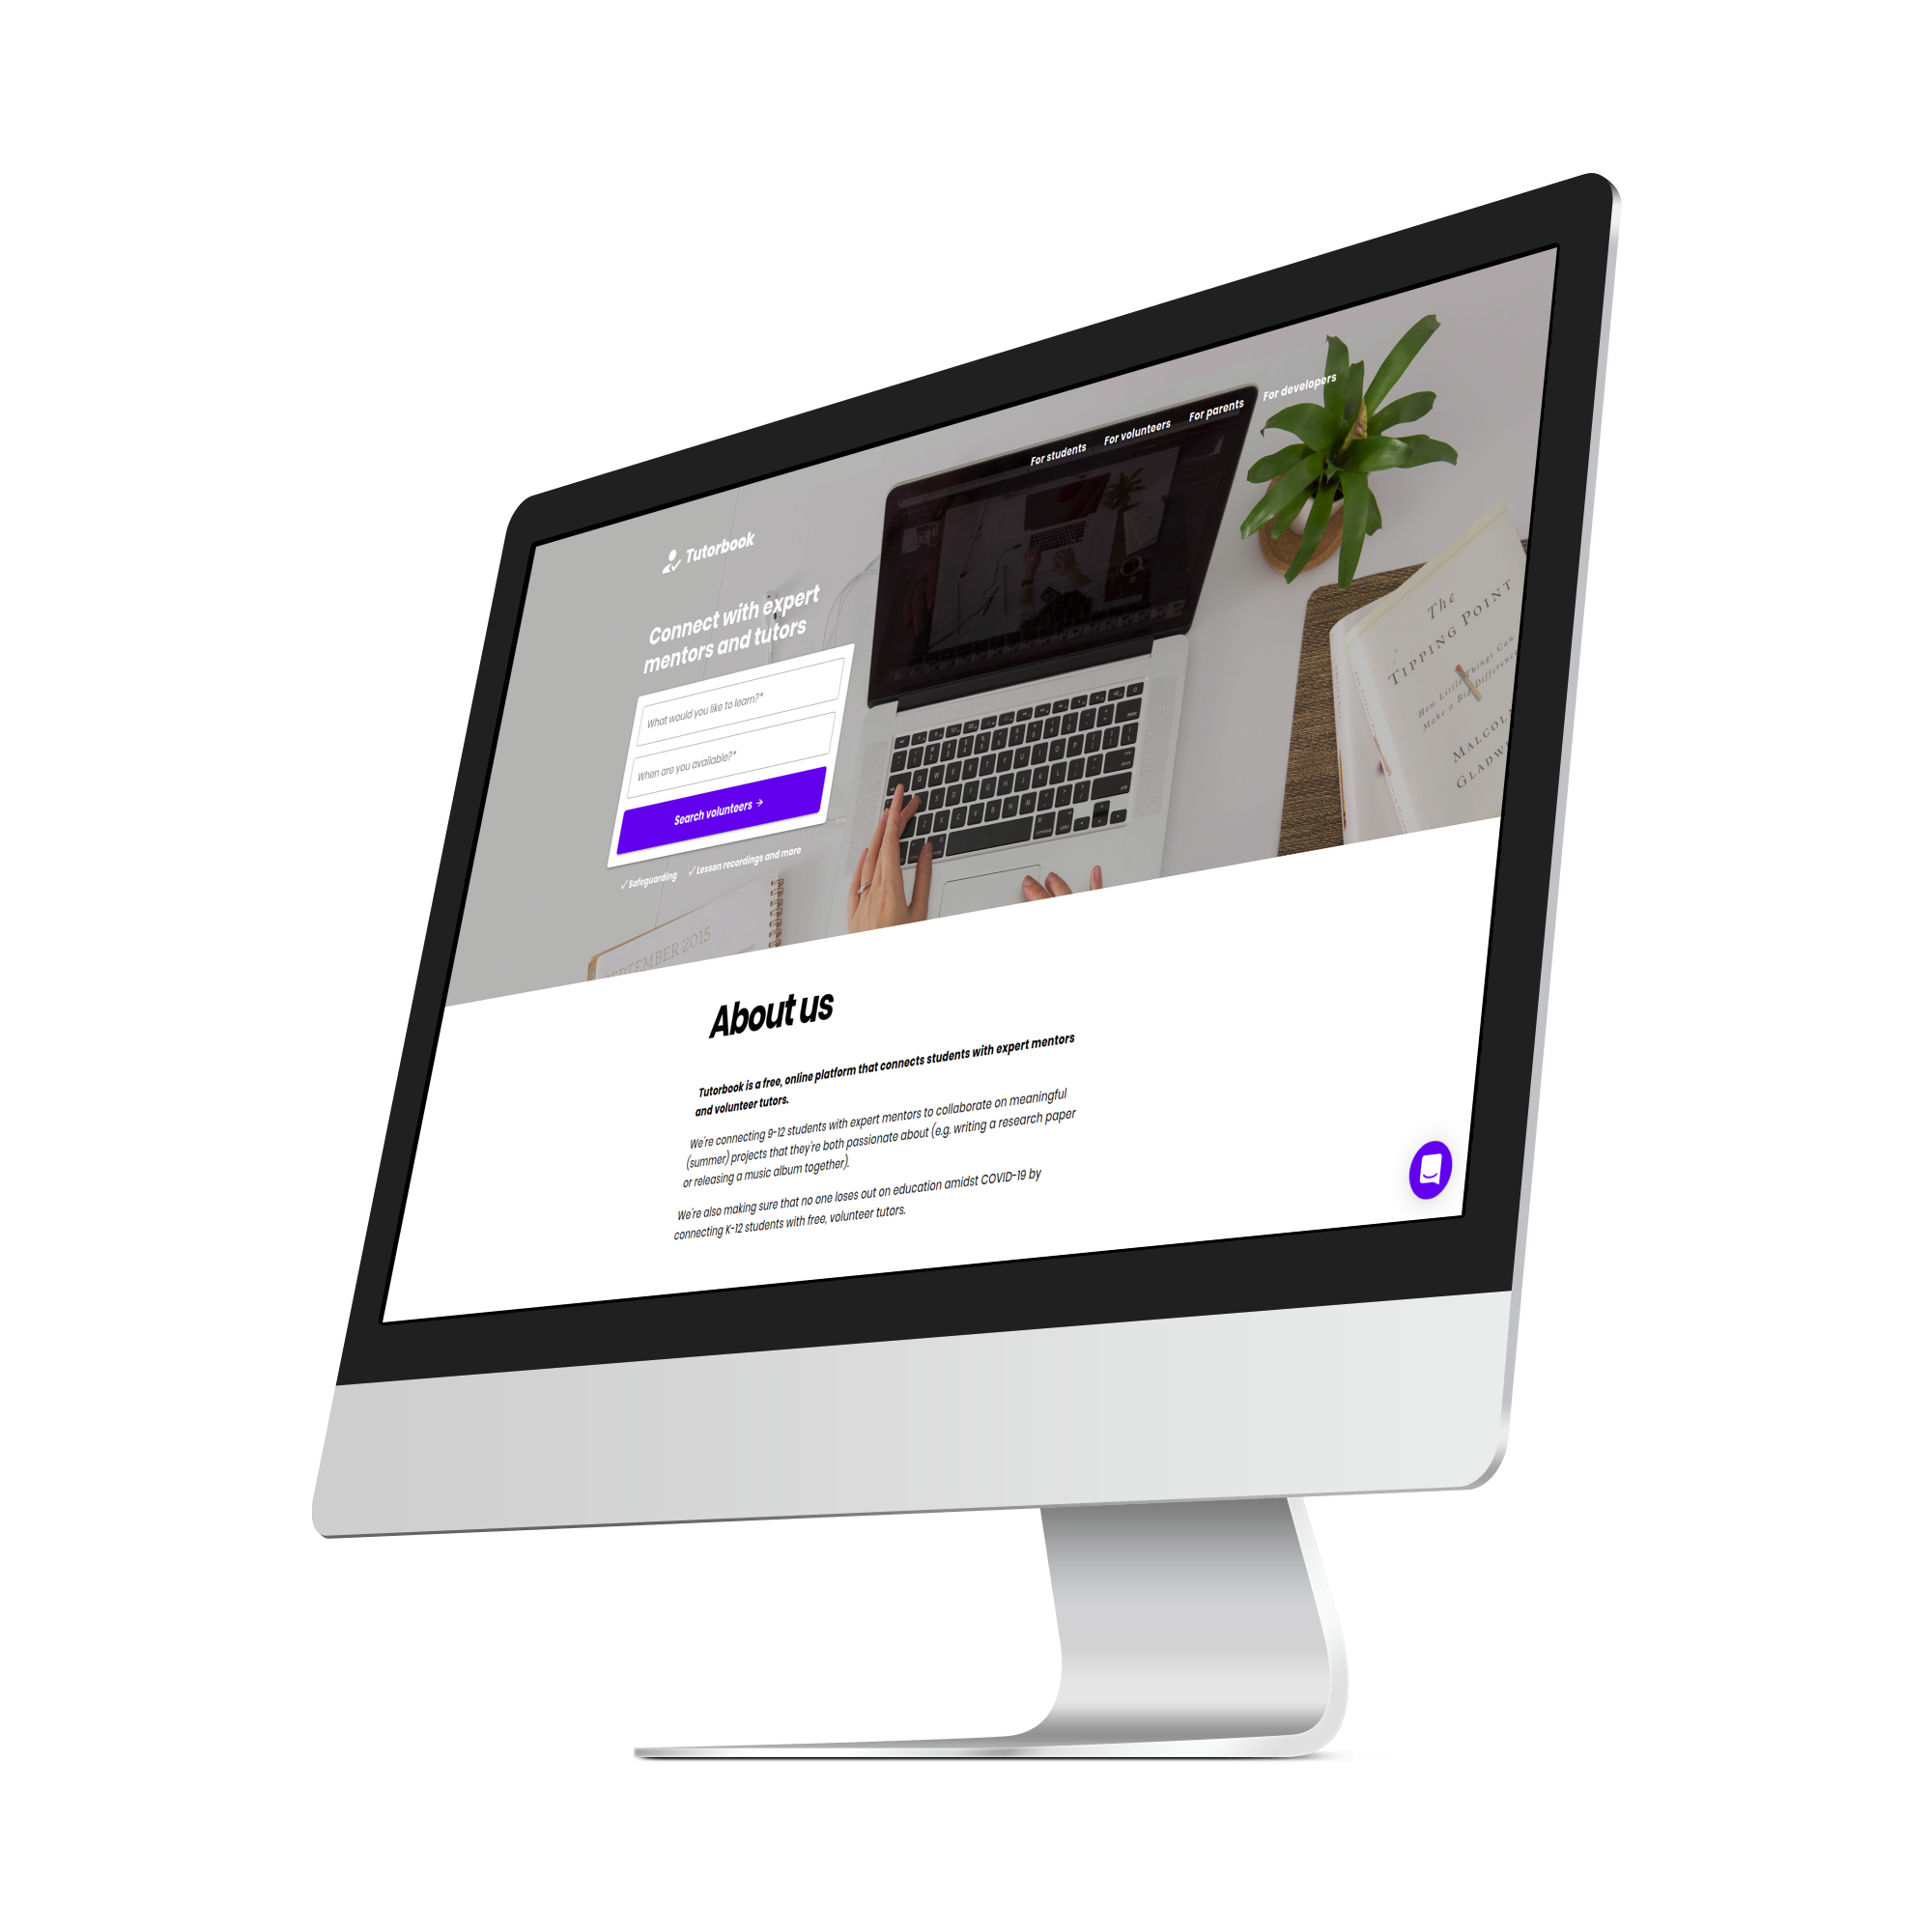 For students For volunteers For parents For developers
Tutorbook
Connect with expert
mentors and tutors
What would you like to learn?*
When are you available?*
Search volunteers →
✓ Safeguarding ✓ Lesson recordings and more
SEPTEMBER 2015
The
TIPPING POINT
How Little Things Can
Make a Big Difference
MALCOL
GLADW
About us
Tutorbook is a free, online platform that connects students with expert mentors
and volunteer tutors.
We're connecting 9-12 students with expert mentors to collaborate on meaningful
(summer) projects that they're both passionate about (e.g. writing a research paper
or releasing a music album together).
We're also making sure that no one loses out on education amidst COVID-19 by
connecting K-12 students with free, volunteer tutors.